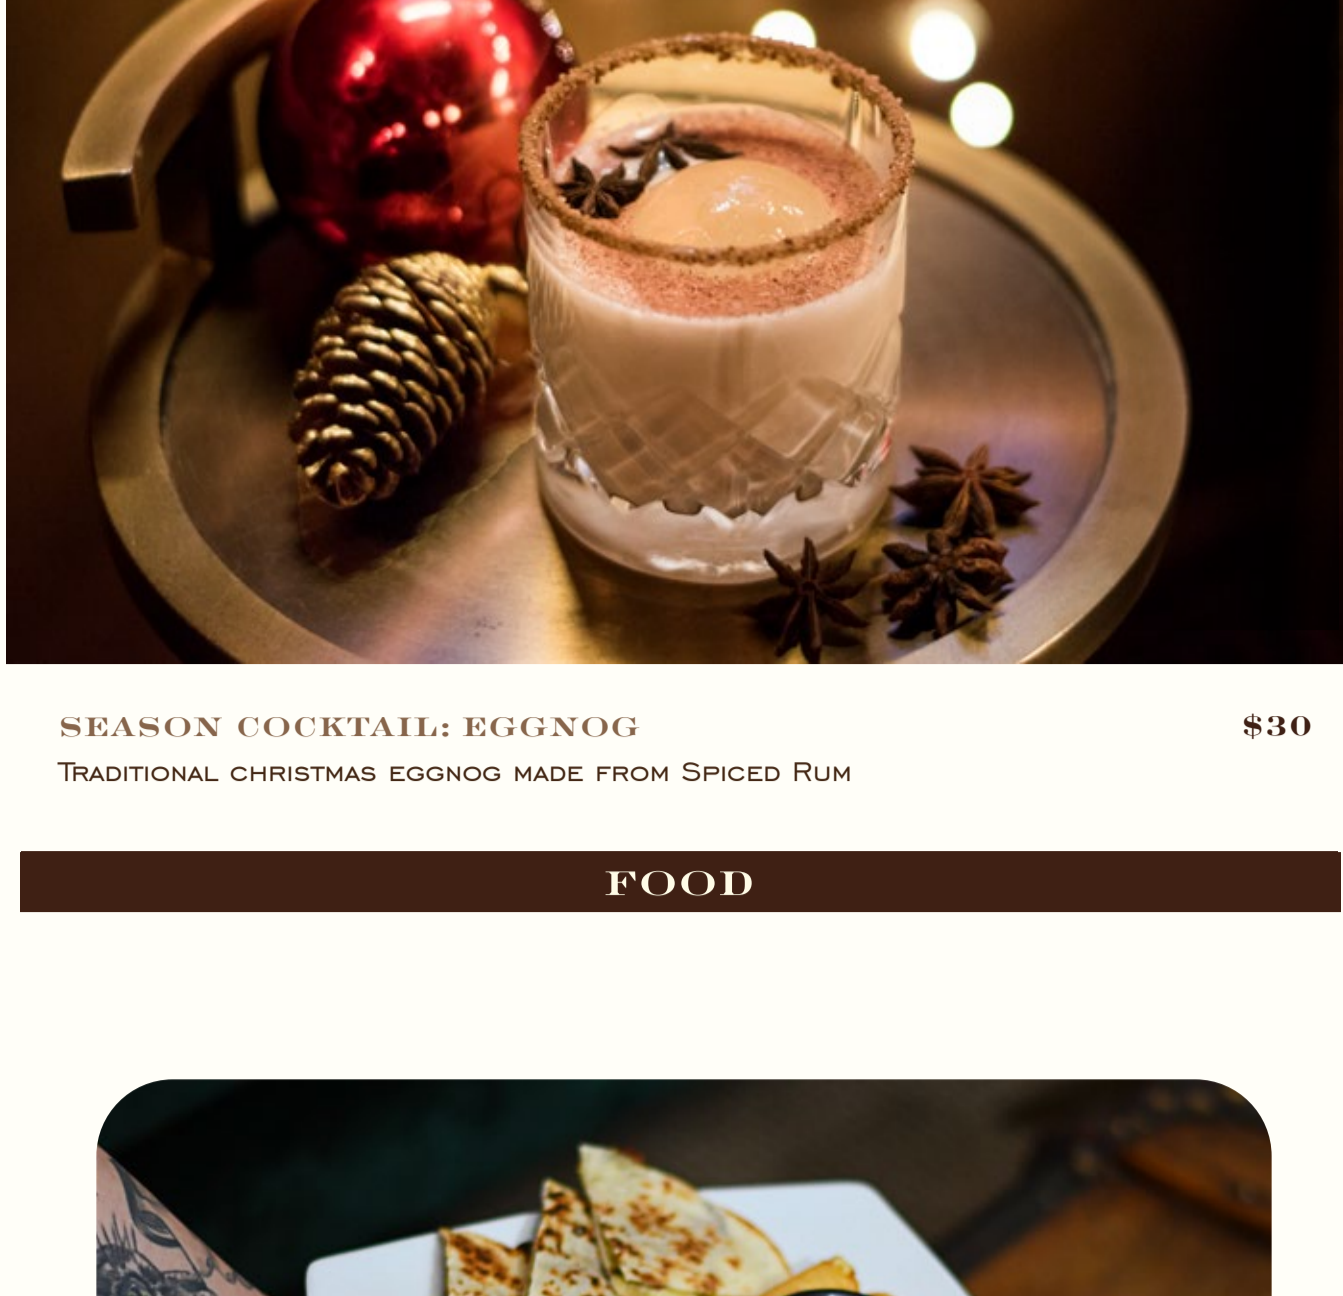 SEASON COCKTAIL: EGGNOG $30
Traditional christmas eggnog made from Spiced Rum
FOOD